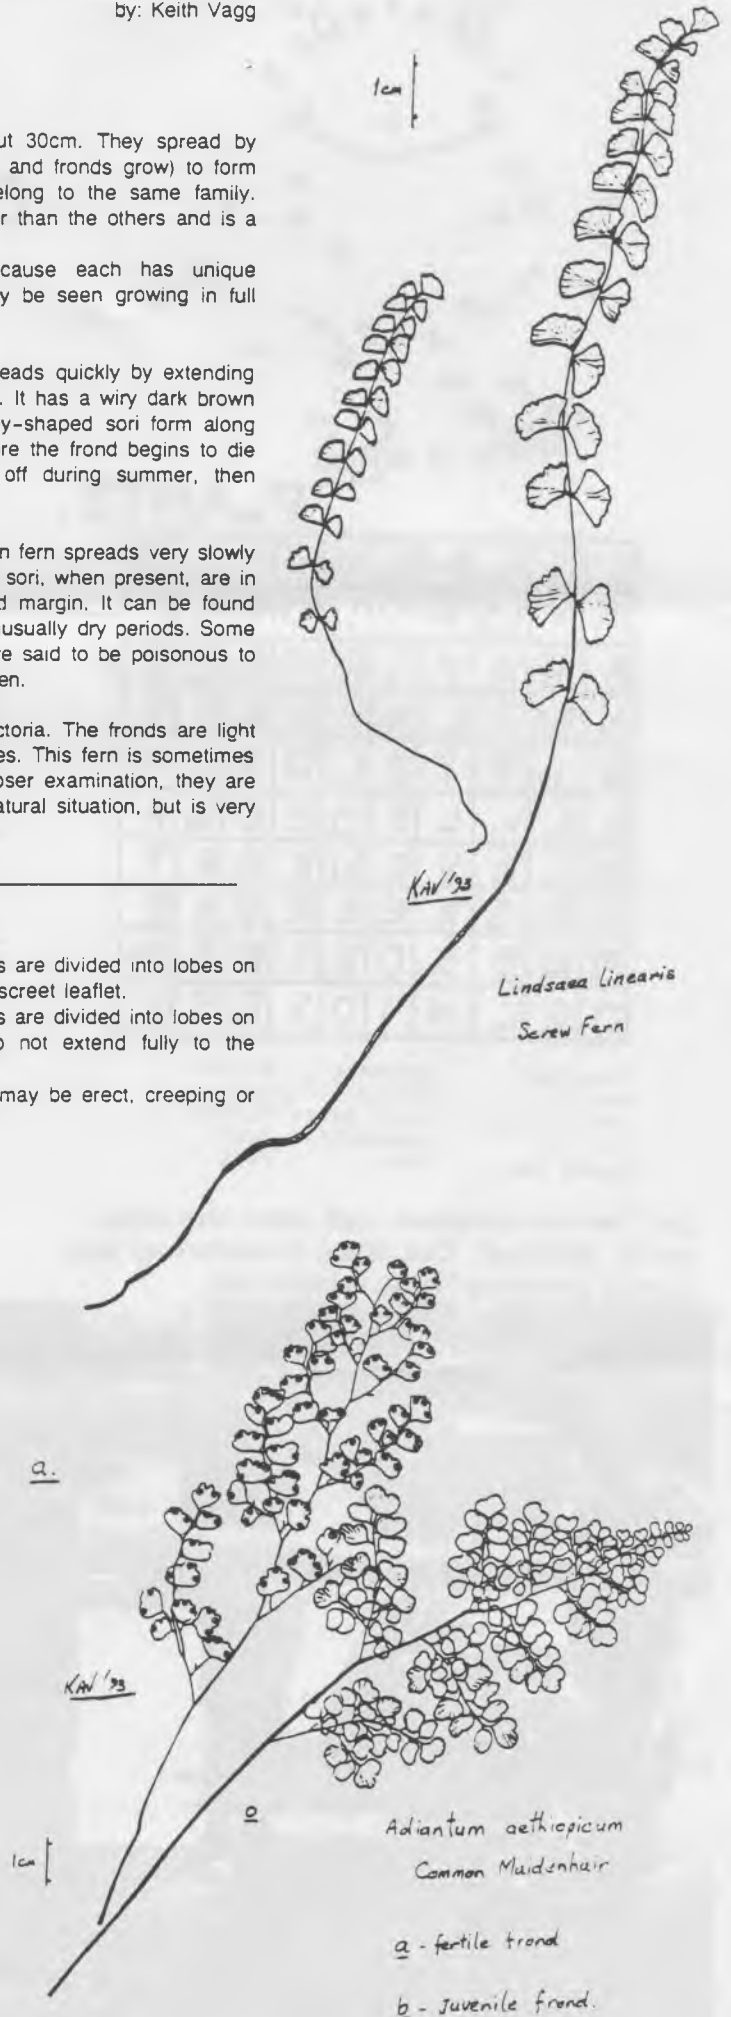 by: Keith Vagg
1cm
ut 30cm. They spread by
and fronds grow) to form
elong to the same family.
r than the others and is a
cause each has unique
y be seen growing in full
eads quickly by extending
. It has a wiry dark brown
y-shaped sori form along
re the frond begins to die
off during summer, then
n fern spreads very slowly
sori, when present, are in
d margin. It can be found
usually dry periods. Some
re said to be poisonous to
en.
ctoria. The fronds are light
es. This fern is sometimes
oser examination, they are
atural situation, but is very
KAV '93
s are divided into lobes on
screet leaflet.
s are divided into lobes on
o not extend fully to the
may be erect, creeping or
Lindsaea linearis
Screw Fern
a.
KAV '93
b
1cm
Adiantum aethiopicum
Common Maidenhair
a - fertile frond
b - Juvenile frond.